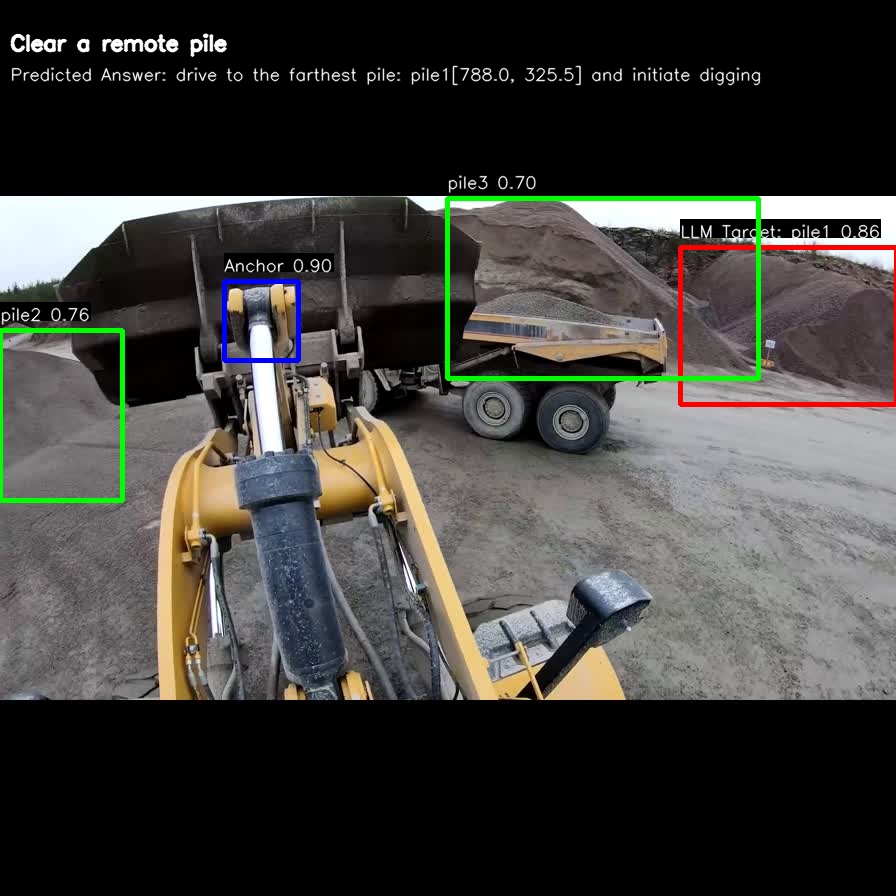 Clear a remote pile
Predicted Answer: drive to the farthest pile: pile1[788.0, 325.5] and initiate digging
pile3 0.70
LLM Target: pile1 0.86
Anchor 0.90
pile2 0.76